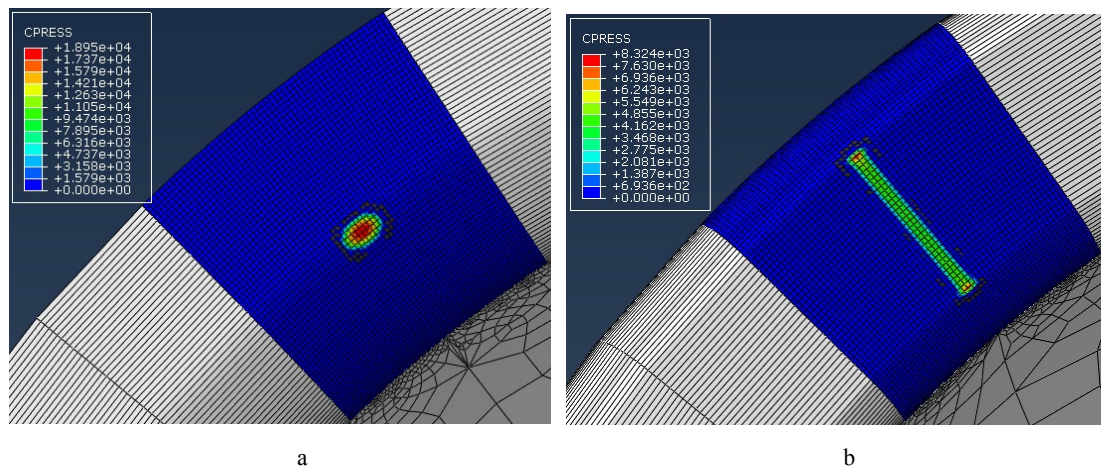 CPRESS
+1.895e+04
+1.737e+04
+1.579e+04
+1.421e+04
+1.263e+04
+1.105e+04
+9.474e+03
+7.895e+03
+6.316e+03
+4.737e+03
+3.158e+03
+1.579e+03
+0.000e+00
CPRESS
+8.324e+03
+7.630e+03
+6.936e+03
+6.243e+03
+5.549e+03
+4.855e+03
+4.162e+03
+3.468e+03
+2.775e+03
+2.081e+03
+1.387e+03
+6.936e+02
+0.000e+00
a
b